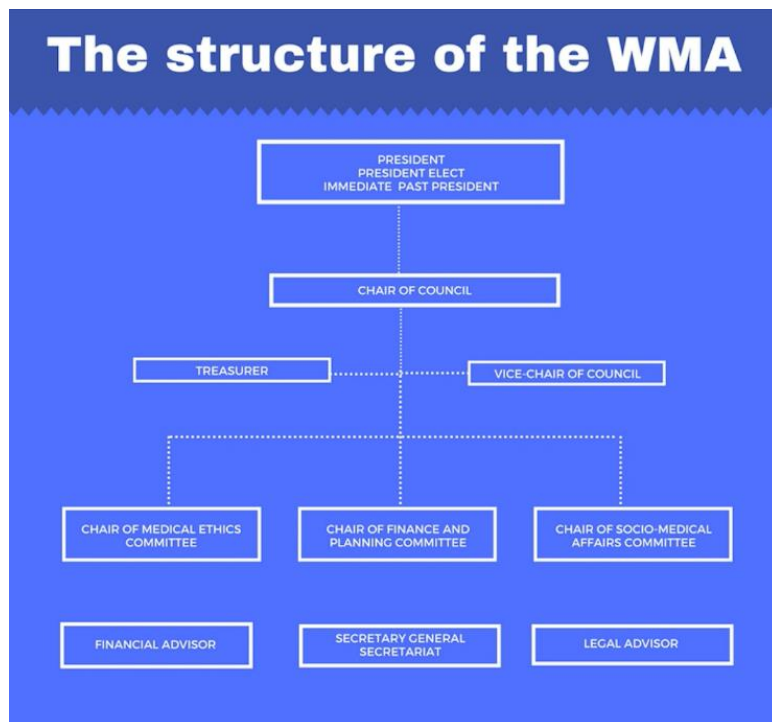 The structure of the WMA
PRESIDENT
PRESIDENT ELECT
IMMEDIATE PAST PRESIDENT
CHAIR OF COUNCIL
TREASURER
VICE-CHAIR OF COUNCIL
CHAIR OF MEDICAL ETHICS
COMMITTEE
CHAIR OF FINANCE AND
PLANNING COMMITTEE
CHAIR OF SOCIO-MEDICAL
AFFAIRS COMMITTEE
FINANCIAL ADVISOR
SECRETARY GENERAL
SECRETARIAT
LEGAL ADVISOR